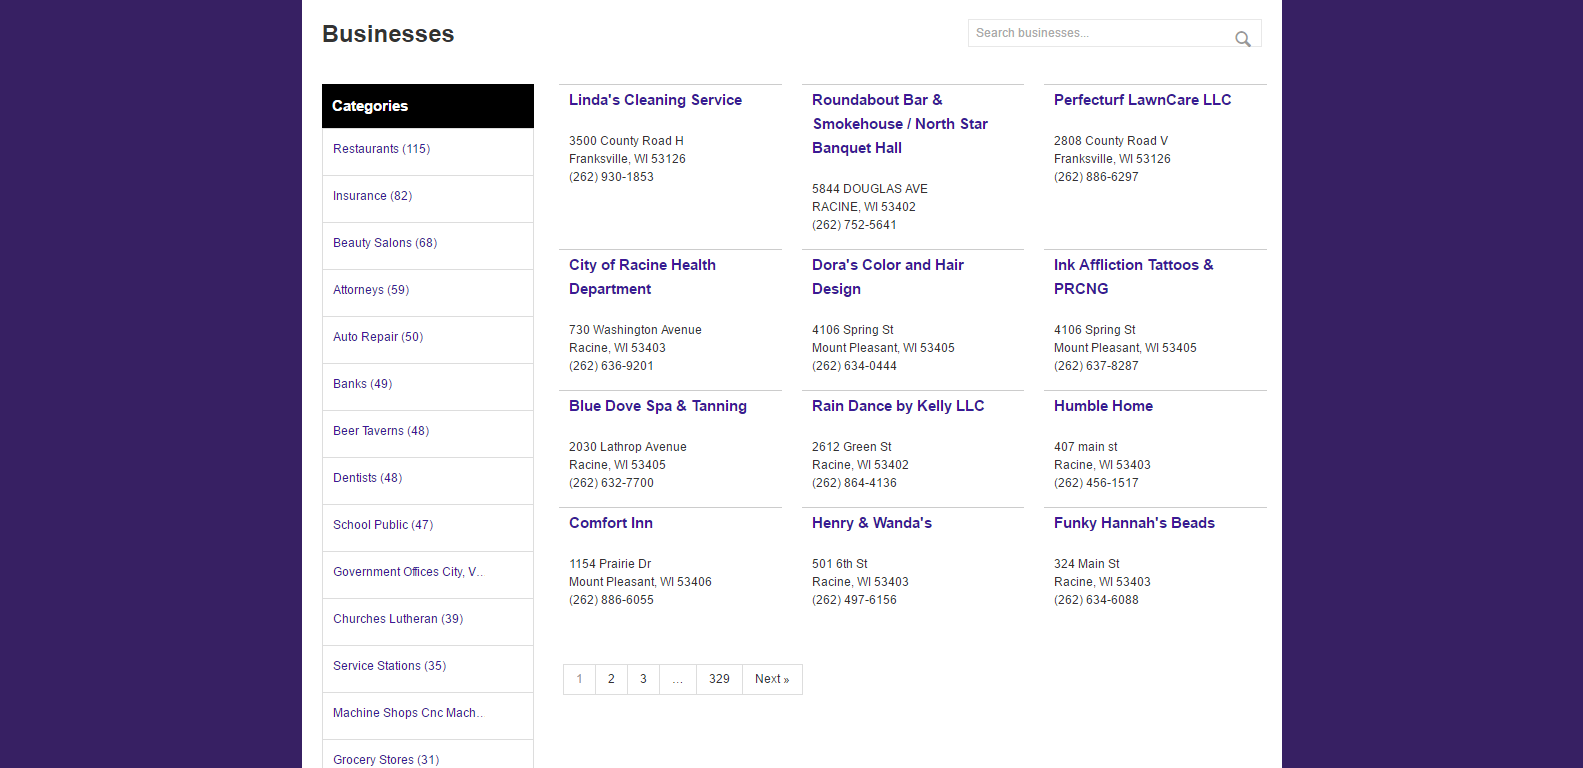 Businesses
Search businesses...
Categories
Restaurants (115)
Insurance (82)
Beauty Salons (68)
Attorneys (59)
Auto Repair (50)
Banks (49)
Beer Taverns (48)
Dentists (48)
School Public (47)
Government Offices City, V..
Churches Lutheran (39)
Service Stations (35)
Machine Shops Cnc Mach..
Grocery Stores (31)
Linda's Cleaning Service
3500 County Road H
Franksville, WI 53126
(262) 930-1853
Roundabout Bar &
Smokehouse / North Star
Banquet Hall
5844 DOUGLAS AVE
RACINE, WI 53402
(262) 752-5641
Perfecturf LawnCare LLC
2808 County Road V
Franksville, WI 53126
(262) 886-6297
City of Racine Health
Department
730 Washington Avenue
Racine, WI 53403
(262) 636-9201
Dora's Color and Hair
Design
4106 Spring St
Mount Pleasant, WI 53405
(262) 634-0444
Ink Affliction Tattoos &
PRCNG
4106 Spring St
Mount Pleasant, WI 53405
(262) 637-8287
Blue Dove Spa & Tanning
2030 Lathrop Avenue
Racine, WI 53405
(262) 632-7700
Rain Dance by Kelly LLC
2612 Green St
Racine, WI 53402
(262) 864-4136
Humble Home
407 main st
Racine, WI 53403
(262) 456-1517
Comfort Inn
1154 Prairie Dr
Mount Pleasant, WI 53406
(262) 886-6055
Henry & Wanda's
501 6th St
Racine, WI 53403
(262) 497-6156
Funky Hannah's Beads
324 Main St
Racine, WI 53403
(262) 634-6088
1 2 3 ... 329 Next »